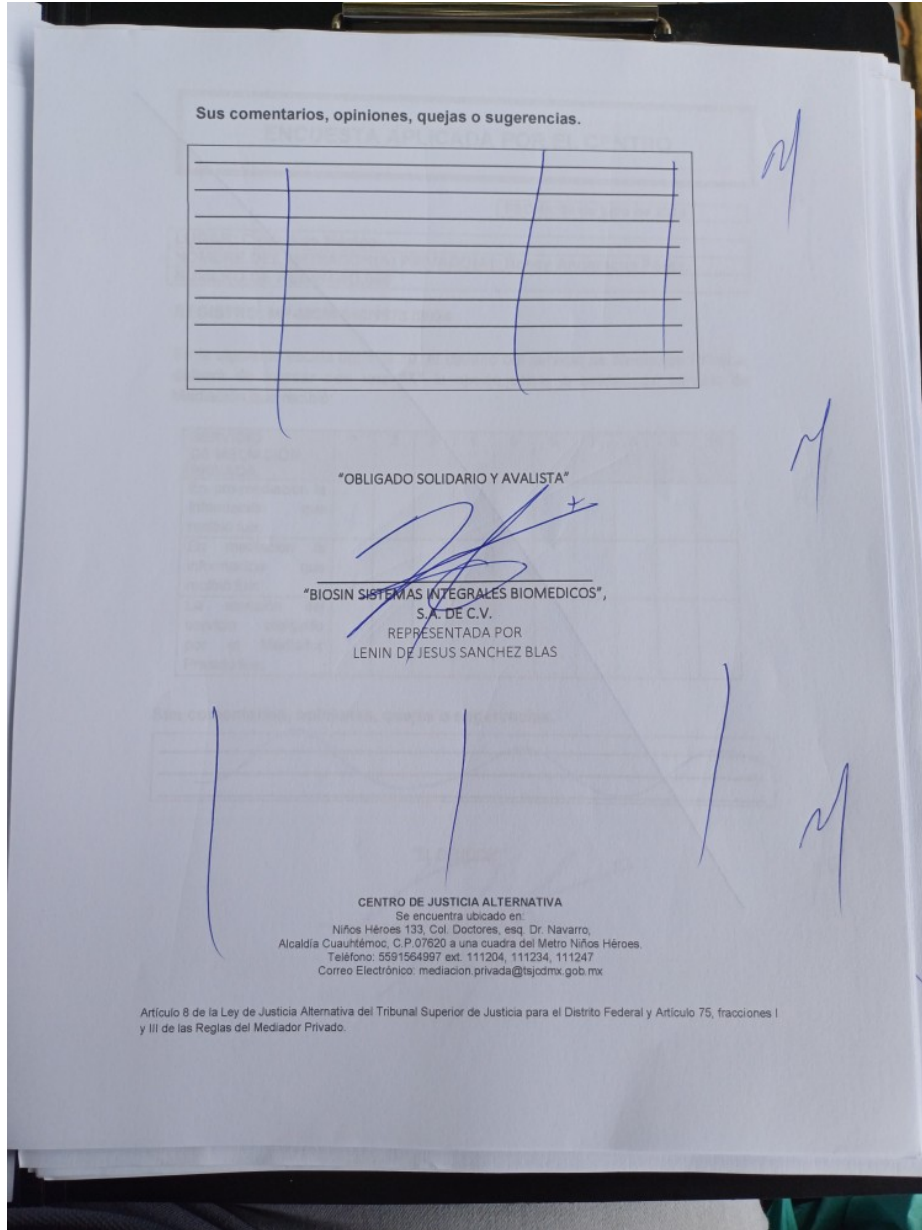 Sus comentarios, opiniones, quejas o sugerencias.
“OBLIGADO SOLIDARIO Y AVALISTA”
“BIOSIN SISTEMAS INTEGRALES BIOMEDICOS”,
S.A. DE C.V.
REPRESENTADA POR
LENIN DE JESUS SANCHEZ BLAS
CENTRO DE JUSTICIA ALTERNATIVA
Se encuentra ubicado en:
Niños Héroes 133, Col. Doctores, esq. Dr. Navarro,
Alcaldía Cuauhtémoc, C.P.07620 a una cuadra del Metro Niños Héroes.
Teléfono: 5591564997 ext. 111204, 111234, 111247
Correo Electrónico: mediacion.privada@tsjcdmx.gob.mx
Artículo 8 de la Ley de Justicia Alternativa del Tribunal Superior de Justicia para el Distrito Federal y Artículo 75, fracciones I
y III de las Reglas del Mediador Privado.